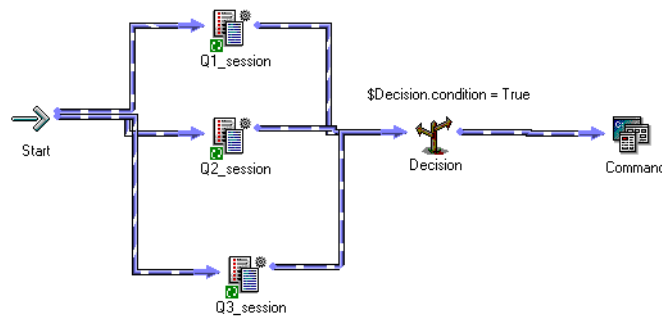 Q1_session
$Decision.condition = True
Start
Q2_session
Decision
Command
Q3_session